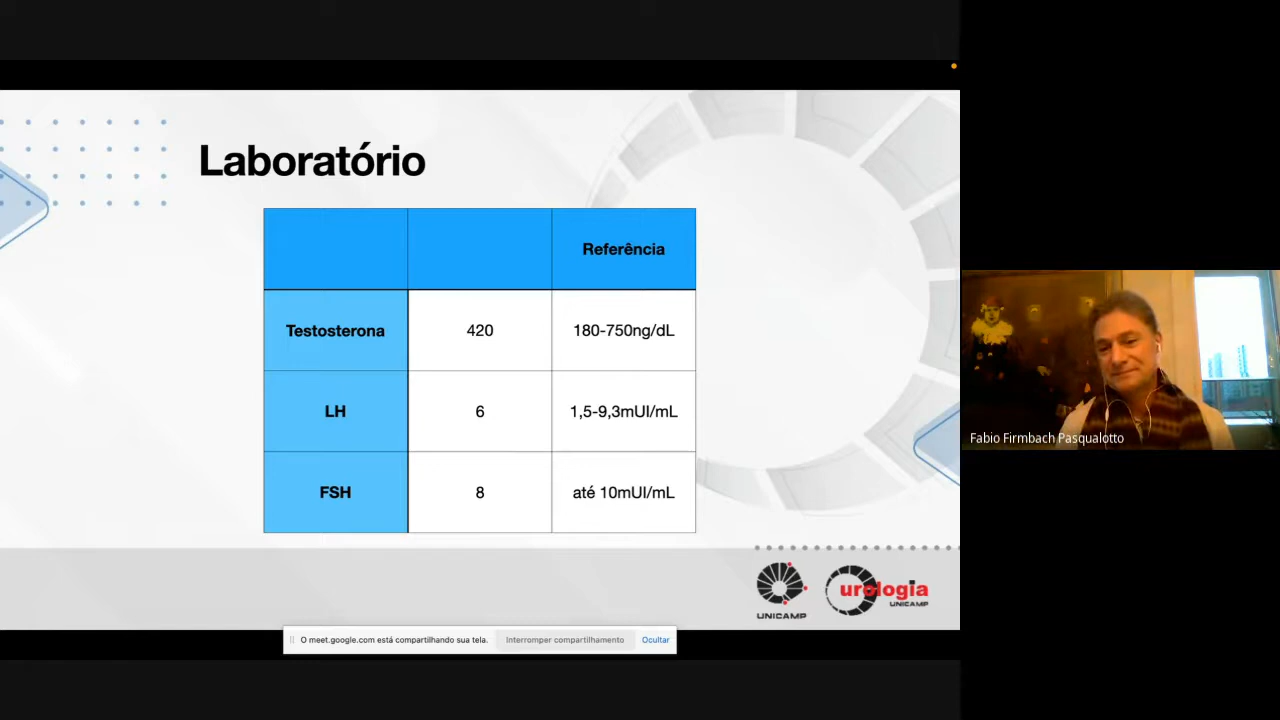 Laboratório
Referência
Testosterona 420 180-750ng/dL
LH 6 1,5-9,3mUI/mL
FSH 8 até 10mUI/mL
UNICAMP
urologia
UNICAMP
O meet.google.com está compartilhando sua tela. Interromper compartilhamento Ocultar
Fabio Firmbach Pasqualotto